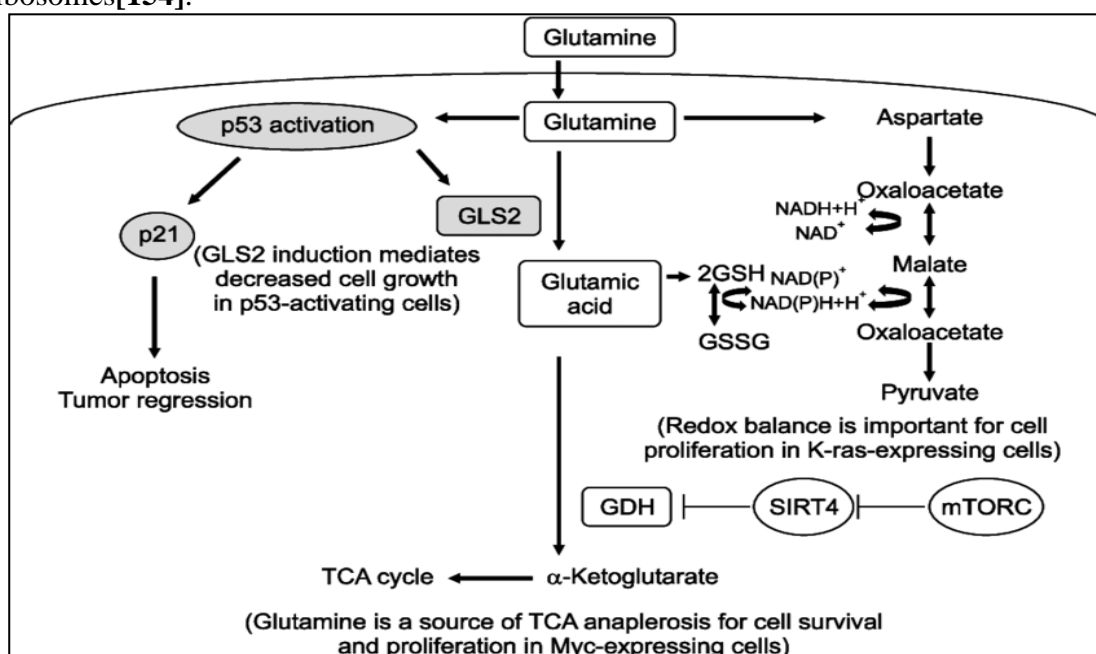 [134].
Glutamine
p53 activation
Glutamine
Aspartate
Oxaloacetate
NADH+H+
NAD+
GLS2
p21
(GLS2 induction mediates
decreased cell growth
in p53-activating cells)
Malate
Glutamic
acid
2GSH
NAD(P)+
NAD(P)H+H+
GSSG
Oxaloacetate
Apoptosis
Tumor regression
Pyruvate
(Redox balance is important for cell
proliferation in K-ras-expressing cells)
GDH
SIRT4
mTORC
TCA cycle
α-Ketoglutarate
(Glutamine is a source of TCA anaplerosis for cell survival
and proliferation in Myc-expressing cells)